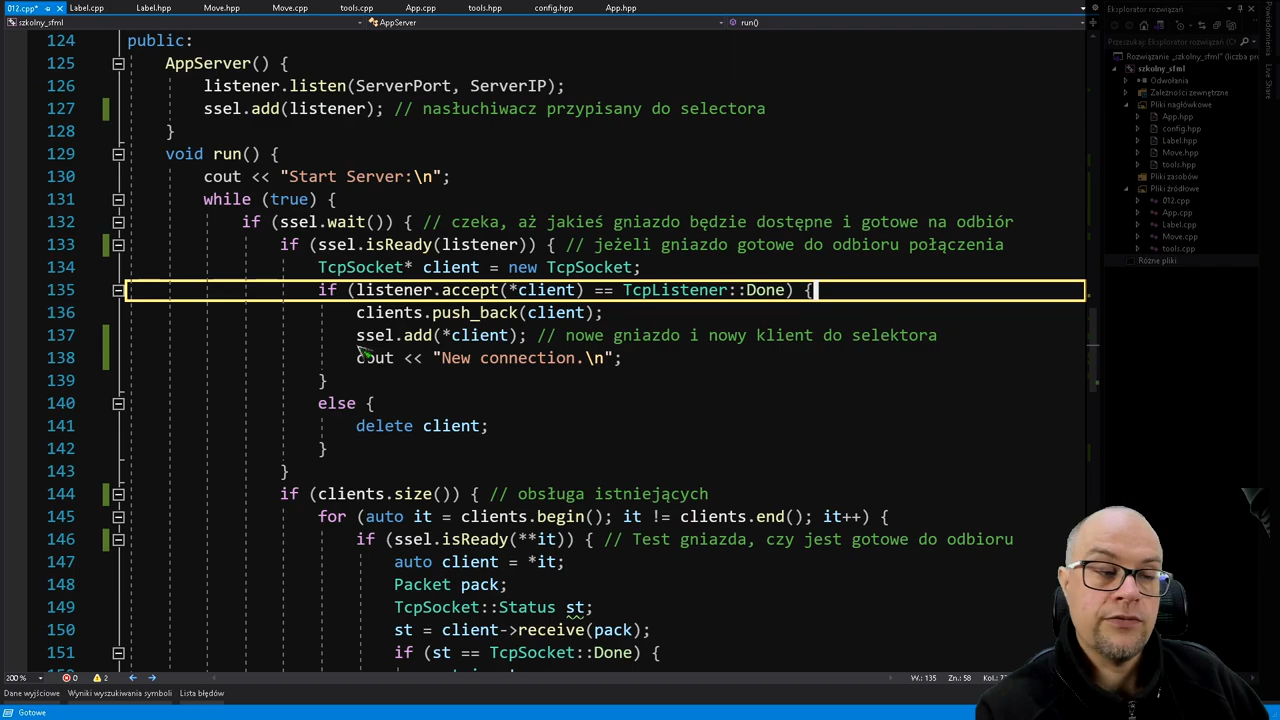 012.cpp*
Label.cpp
Label.hpp
Move.hpp
Move.cpp
tools.cpp
App.cpp
tools.hpp
config.hpp
App.hpp
szkolny_sfml
AppServer
run()
124 public:
125 AppServer() {
126 listener.listen(ServerPort, ServerIP);
127 ssel.add(listener); // nasłuchiwacz przypisany do selectora
128 }
129 void run() {
130 cout << "Start Server:\n";
131 while (true) {
132 if (ssel.wait()) { // czeka, aż jakieś gniazdo będzie dostępne i gotowe na odbiór
133 if (ssel.isReady(listener)) { // jeżeli gniazdo gotowe do odbioru połączenia
134 TcpSocket* client = new TcpSocket;
135 if (listener.accept(*client) == TcpListener::Done) {
136 clients.push_back(client);
137 ssel.add(*client); // nowe gniazdo i nowy klient do selektora
138 cout << "New connection.\n";
139 }
140 else {
141 delete client;
142 }
143 }
144 if (clients.size()) { // obsługa istniejących
145 for (auto it = clients.begin(); it != clients.end(); it++) {
146 if (ssel.isReady(**it)) { // Test gniazda, czy jest gotowe do odbioru
147 auto client = *it;
148 Packet pack;
149 TcpSocket::Status st;
150 st = client->receive(pack);
151 if (st == TcpSocket::Done) {
200 %
0
2
W.: 135
Zn.: 58
Dane wyjściowe
Wyniki wyszukiwania symboli
Lista błędów
Gotowe
Eksplorator rozwiązań
Przeszukaj: Eksplorator rozwiązań (
Rozwiązanie „szkolny_sfml" (liczba pr
szkolny_sfml
Odwołania
Zależności zewnętrzne
Pliki nagłówkowe
App.hpp
config.hpp
Label.hpp
Move.hpp
tools.hpp
Pliki zasobów
Pliki źródłowe
012.cpp
App.cpp
Label.cpp
Move.cpp
tools.cpp
Różne pliki
Powiadomienia
Live Share